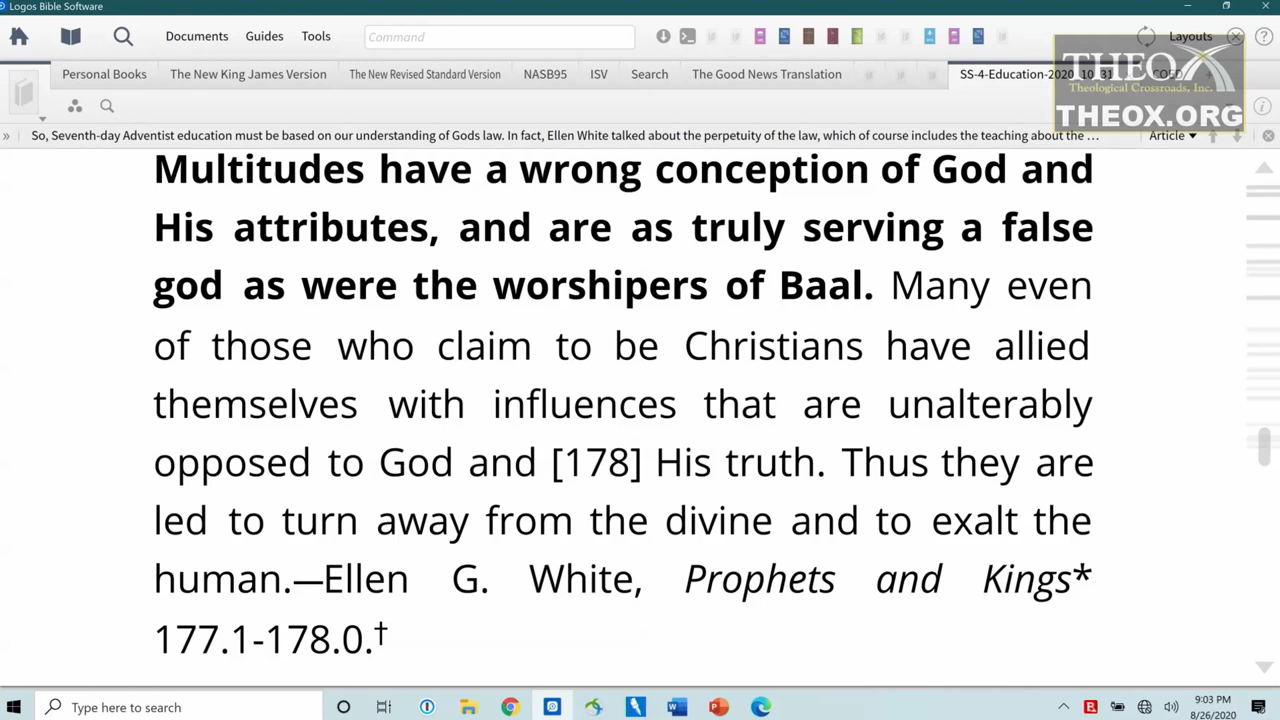 Logos Bible Software
Documents Guides Tools Command Layouts
Personal Books The New King James Version The New Revised Standard Version NASB95 ISV Search The Good News Translation SS-4-Education-2020_10_31
THEOX
Theological Crossroads, Inc.
THEOX.ORG
» So, Seventh-day Adventist education must be based on our understanding of Gods law. In fact, Ellen White talked about the perpetuity of the law, which of course includes the teaching about the ... Article
Multitudes have a wrong conception of God and
His attributes, and are as truly serving a false
god as were the worshipers of Baal. Many even
of those who claim to be Christians have allied
themselves with influences that are unalterably
opposed to God and [178] His truth. Thus they are
led to turn away from the divine and to exalt the
human.—Ellen G. White, Prophets and Kings*
177.1-178.0.†
Type here to search
9:03 PM
8/26/2020